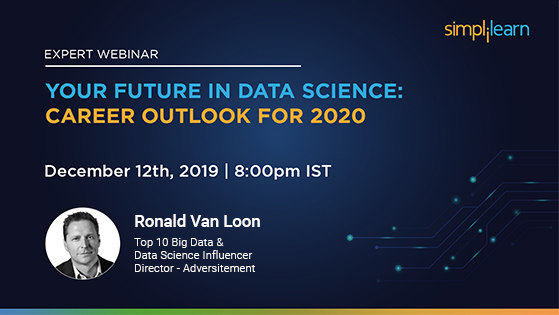 simplilearn
EXPERT WEBINAR
YOUR FUTURE IN DATA SCIENCE:
CAREER OUTLOOK FOR 2020
December 12th, 2019 | 8:00pm IST
Ronald Van Loon
Top 10 Big Data &
Data Science Influencer
Director - Adversitement